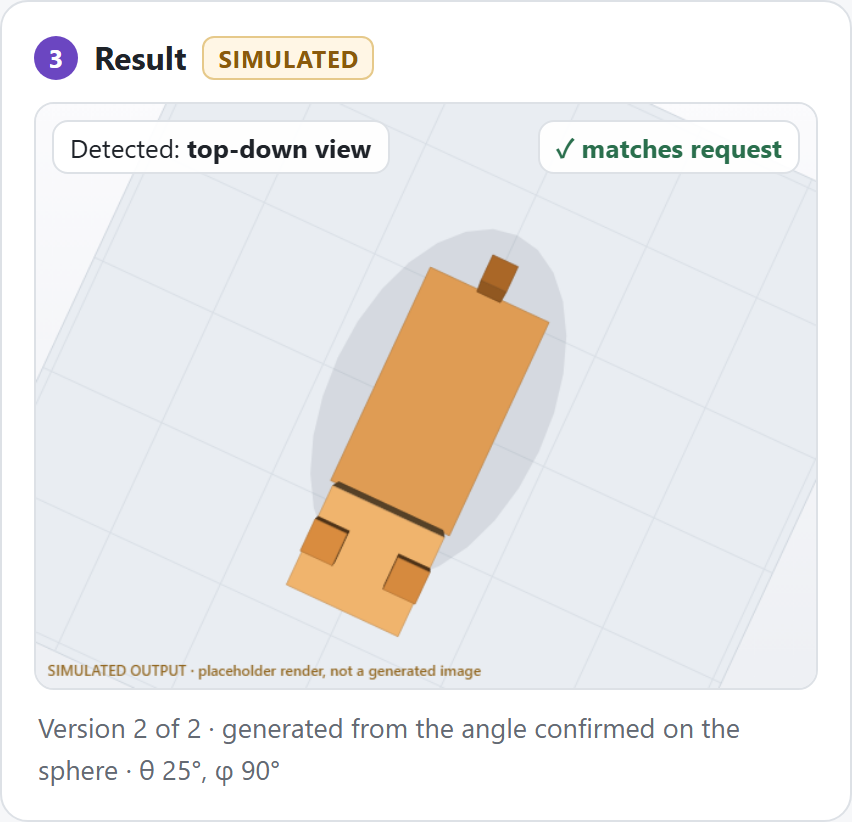 3 Result SIMULATED
Detected: top-down view
✓ matches request
SIMULATED OUTPUT · placeholder render, not a generated image
Version 2 of 2 · generated from the angle confirmed on the
sphere · θ 25°, φ 90°